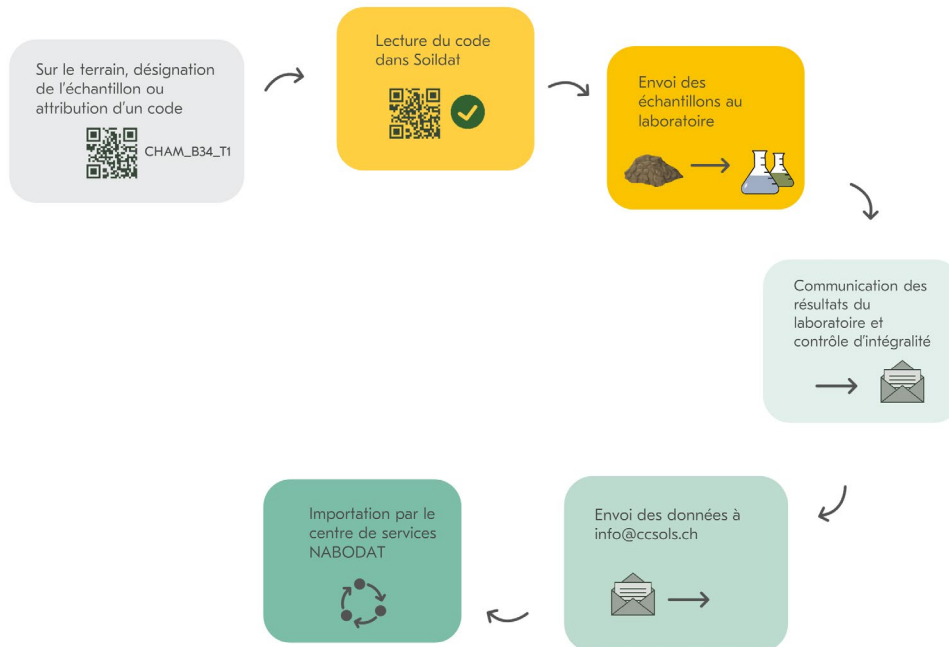 Sur le terrain, désignation
de l'échantillon ou
attribution d'un code
CHAM_B34_T1
Lecture du code
dans Soildat
Envoi des
échantillons au
laboratoire
Communication des
résultats du
laboratoire et
contrôle d'intégralité
Envoi des données à
info@ccsols.ch
Importation par le
centre de services
NABODAT